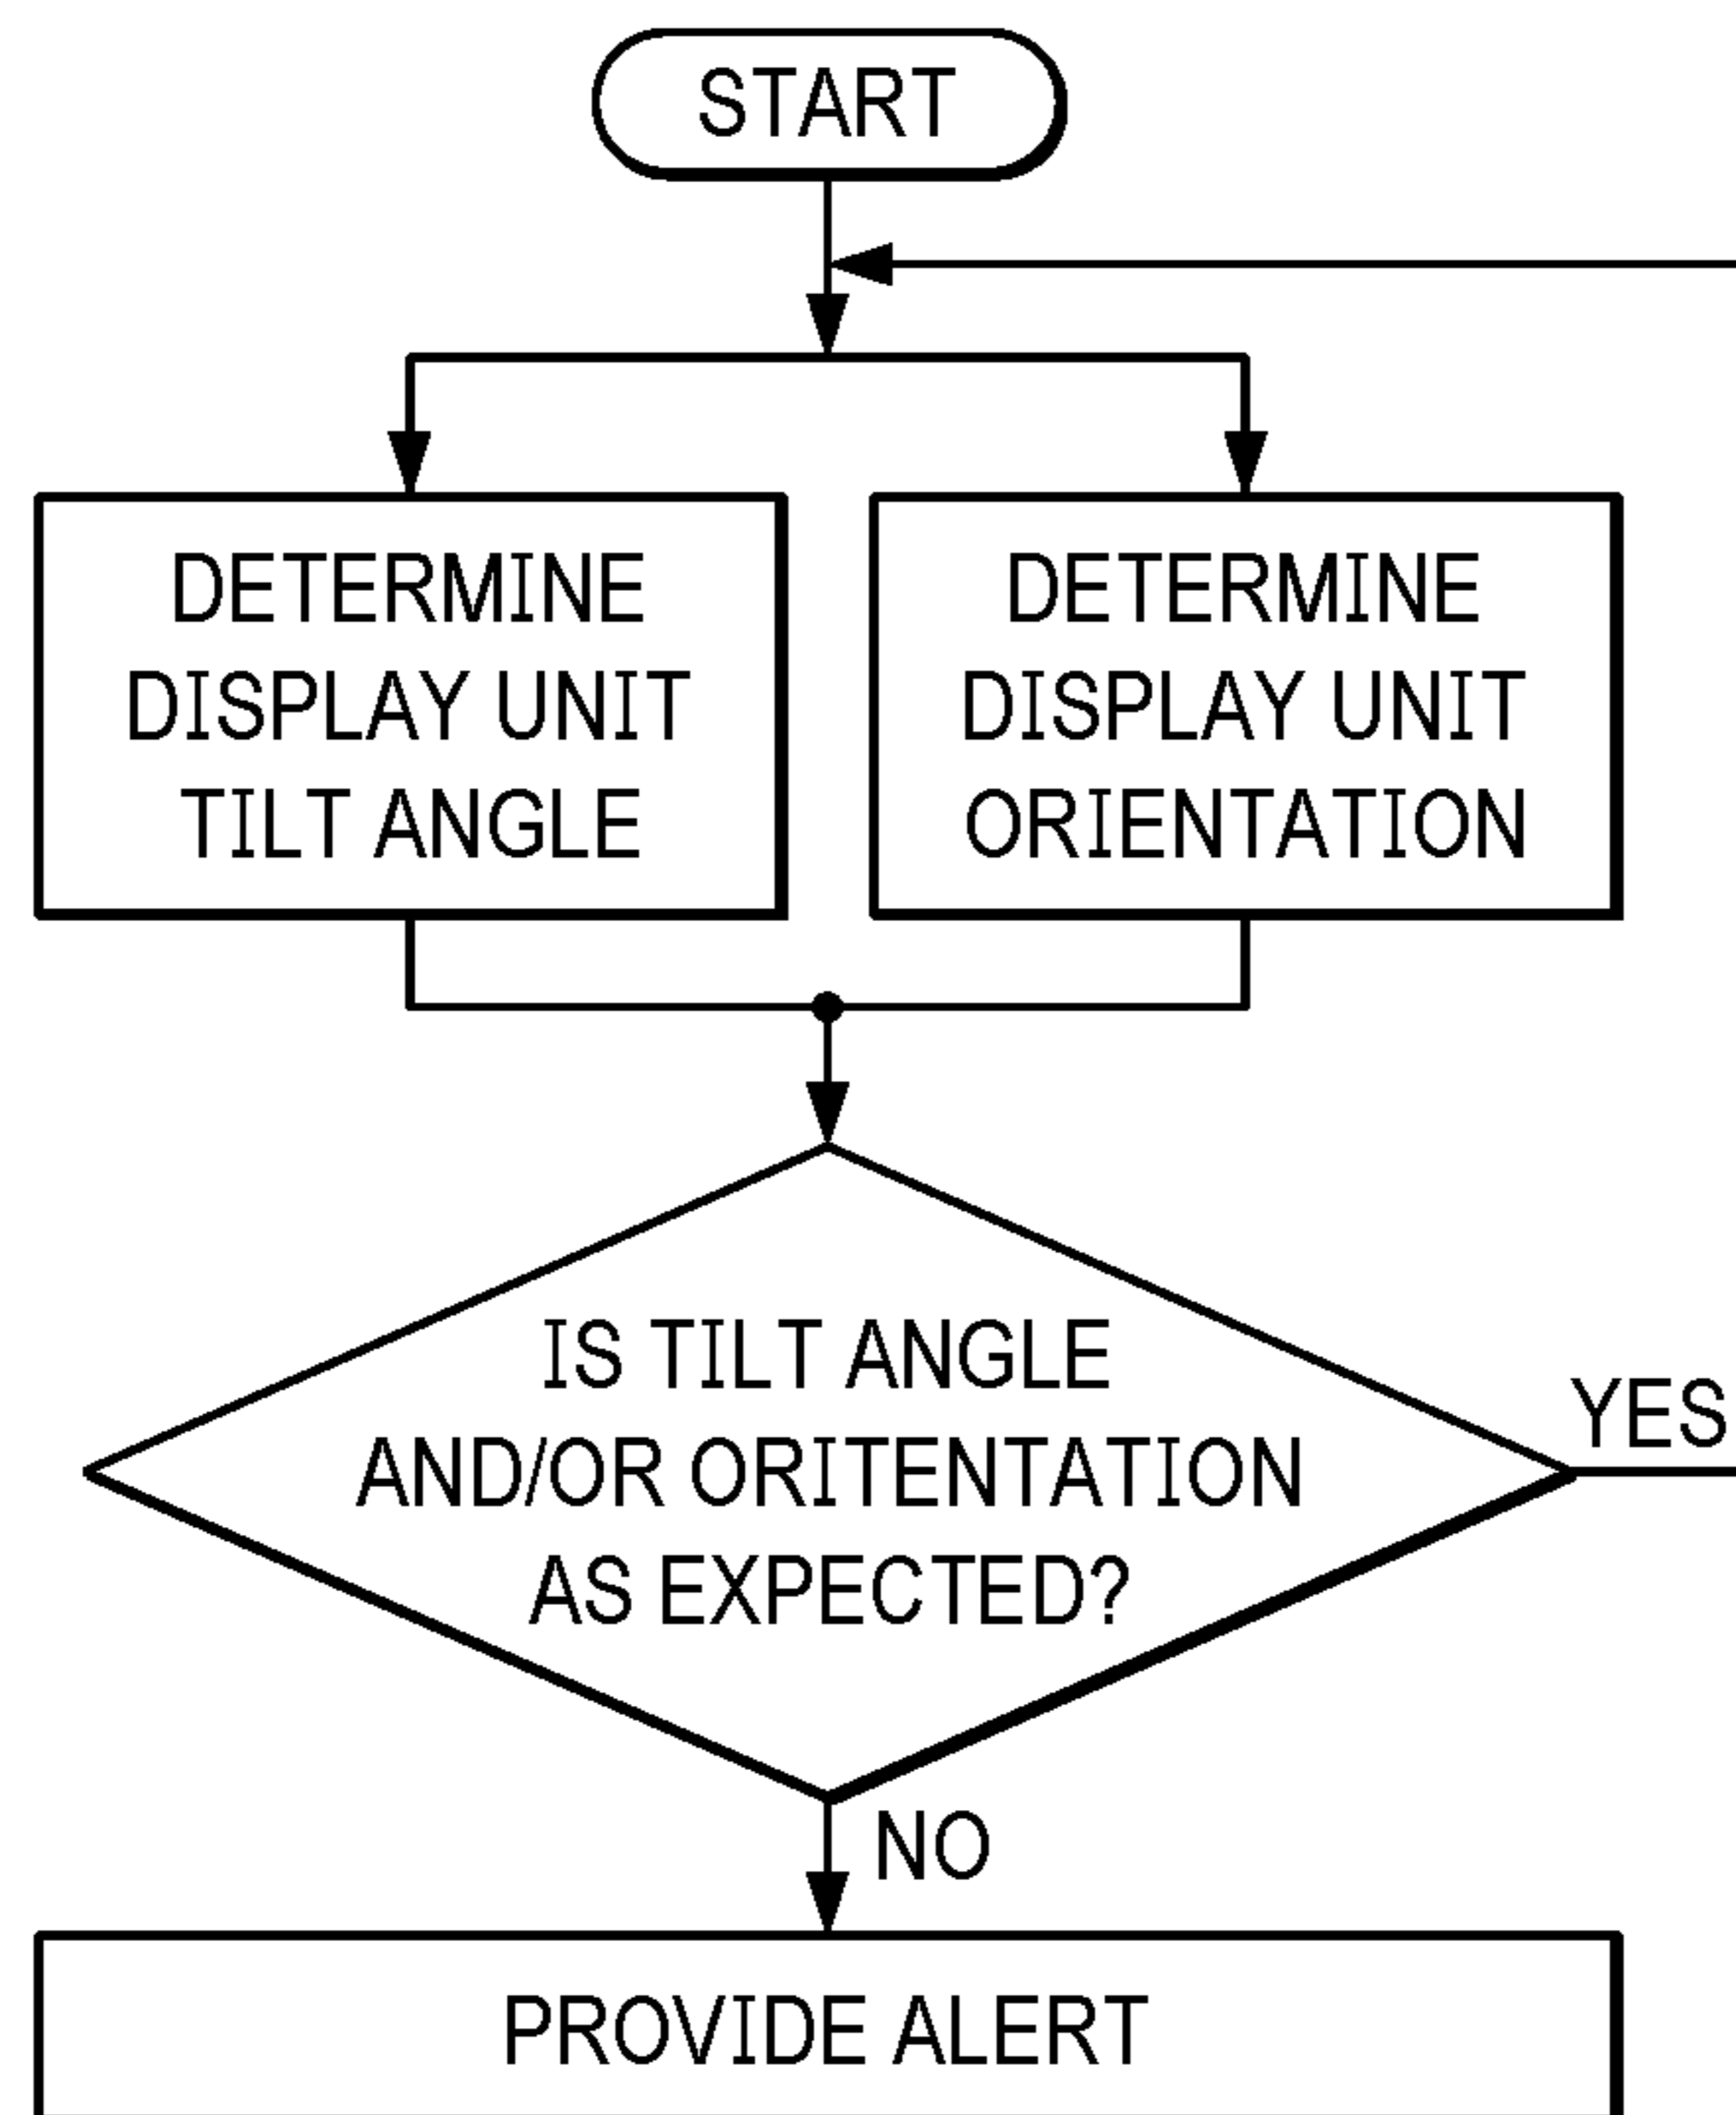 START
DETERMINE
DISPLAY UNIT
TILT ANGLE
DETERMINE
DISPLAY UNIT
ORIENTATION
IS TILT ANGLE
AND/OR ORITENTATION
AS EXPECTED?
YES
NO
PROVIDE ALERT